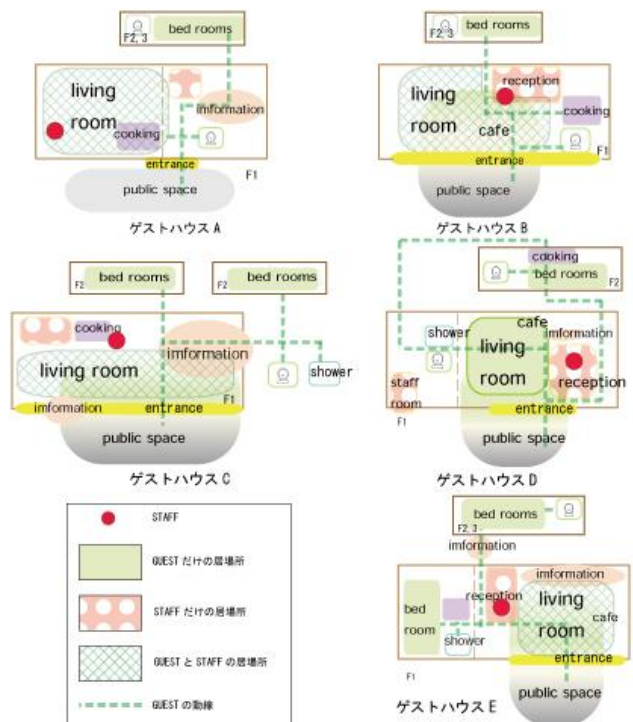 F2,3
bed rooms
living
room
cooking
imformation
entrance
F1
public space
ゲストハウス A
F2,3
bed rooms
reception
living
room
cafe
cooking
F1
entrance
public space
ゲストハウス B
F2
bed rooms
F2
bed rooms
cooking
imformation
living room
shower
imformation
entrance
F1
public space
ゲストハウス C
cooking
bed rooms
F2
cafe
shower
imformation
living
room
staff
room
reception
entrance
F1
public space
ゲストハウス D
STAFF
GUEST だけの居場所
STAFF だけの居場所
GUEST と STAFF の居場所
GUEST の動線
bed rooms
F2,3
imformation
imformation
reception
bed
room
living
room
cafe
shower
entrance
F1
public space
ゲストハウス E